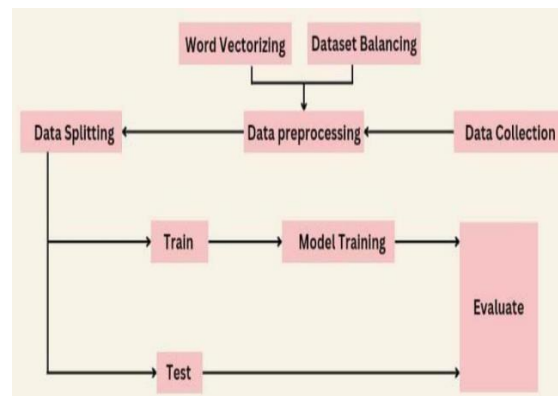 Word Vectorizing
Dataset Balancing
Data Splitting
Data preprocessing
Data Collection
Train
Model Training
Evaluate
Test